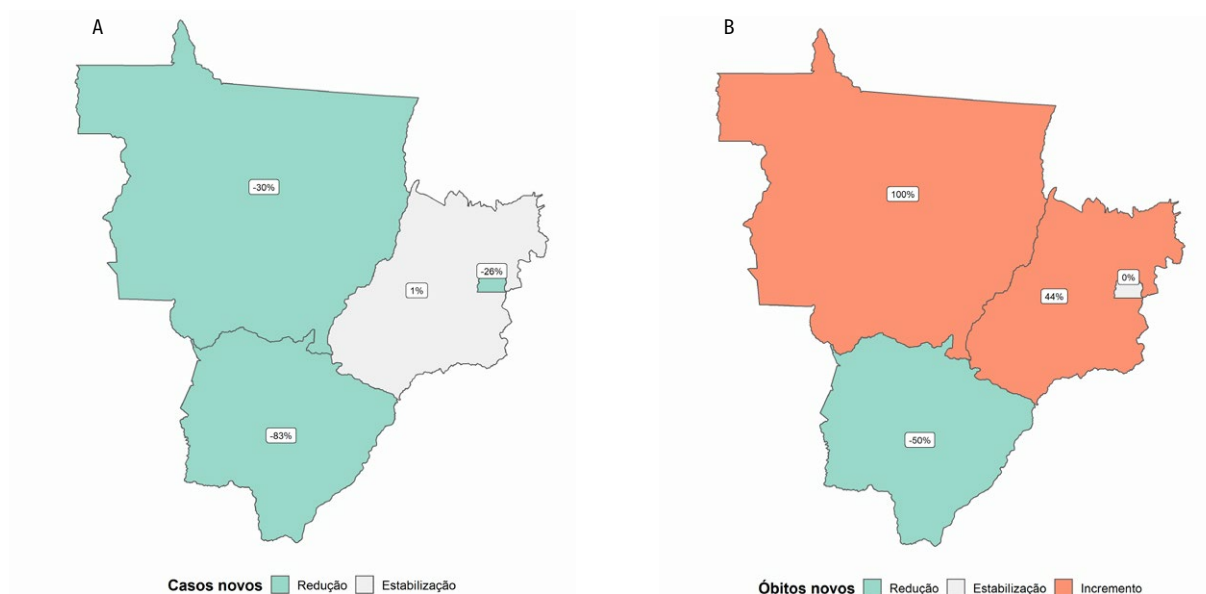 A
-30%
-26%
1%
-83%
Casos novos Redução Estabilização
B
100%
0%
44%
-50%
Óbitos novos Redução Estabilização Incremento